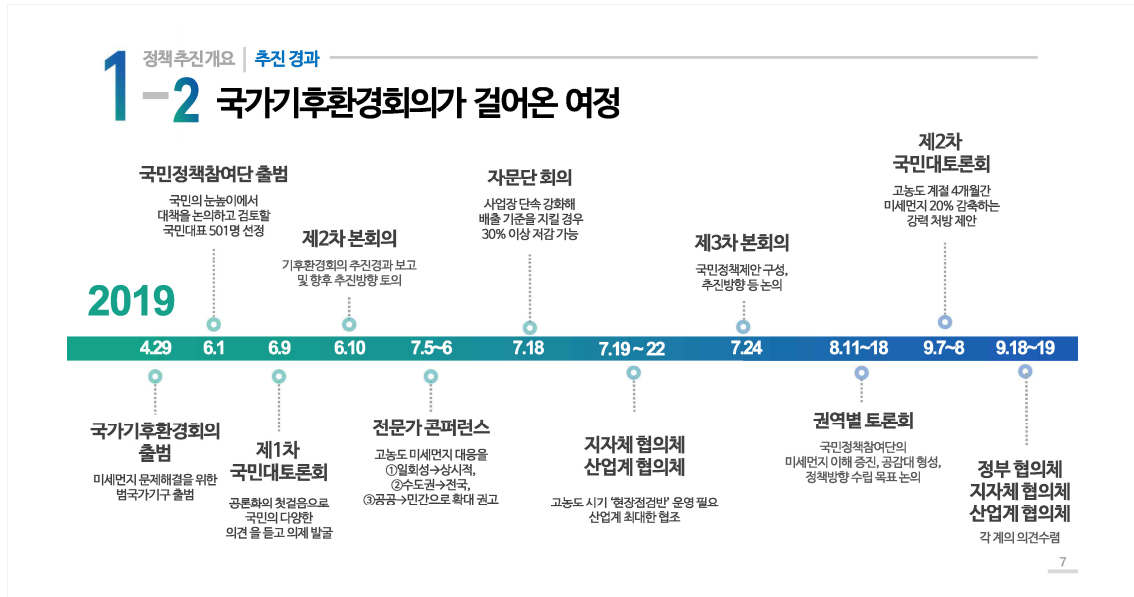 1-2
정책 추진 개요 | 추진 경과
국가기후환경회의가 걸어온 여정
2019
4.29
국가기후환경회의
출범
미세먼지 문제해결을 위한
범국가기구 출범
6.1
국민정책참여단 출범
국민의 눈높이에서
대책을 논의하고 검토할
국민대표 501명 선정
6.9
제1차
국민대토론회
공론화의 첫걸음으로
국민의 다양한
의견 을 듣고 의제 발굴
6.10
제2차 본회의
기후환경회의 추진경과 보고
및 향후 추진방향 토의
7.5~6
전문가 콘퍼런스
고농도 미세먼지 대응을
①일회성→상시적,
②수도권→전국,
③공공→민간으로 확대 권고
7.18
자문단 회의
사업장 단속 강화해
배출 기준을 지킬 경우
30% 이상 저감 가능
7.19 ~ 22
지자체 협의체
산업계 협의체
고농도 시기 ‘현장점검반’ 운영 필요
산업계 최대한 협조
7.24
제3차 본회의
국민정책제안 구성,
추진방향 등 논의
8.11~18
권역별 토론회
국민정책참여단의
미세먼지 이해 증진, 공감대 형성,
정책방향 수립 목표 논의
9.7~8
제2차
국민대토론회
고농도 계절 4개월간
미세먼지 20% 감축하는
강력 처방 제안
9.18~19
정부 협의체
지자체 협의체
산업계 협의체
각 계의 의견수렴
7